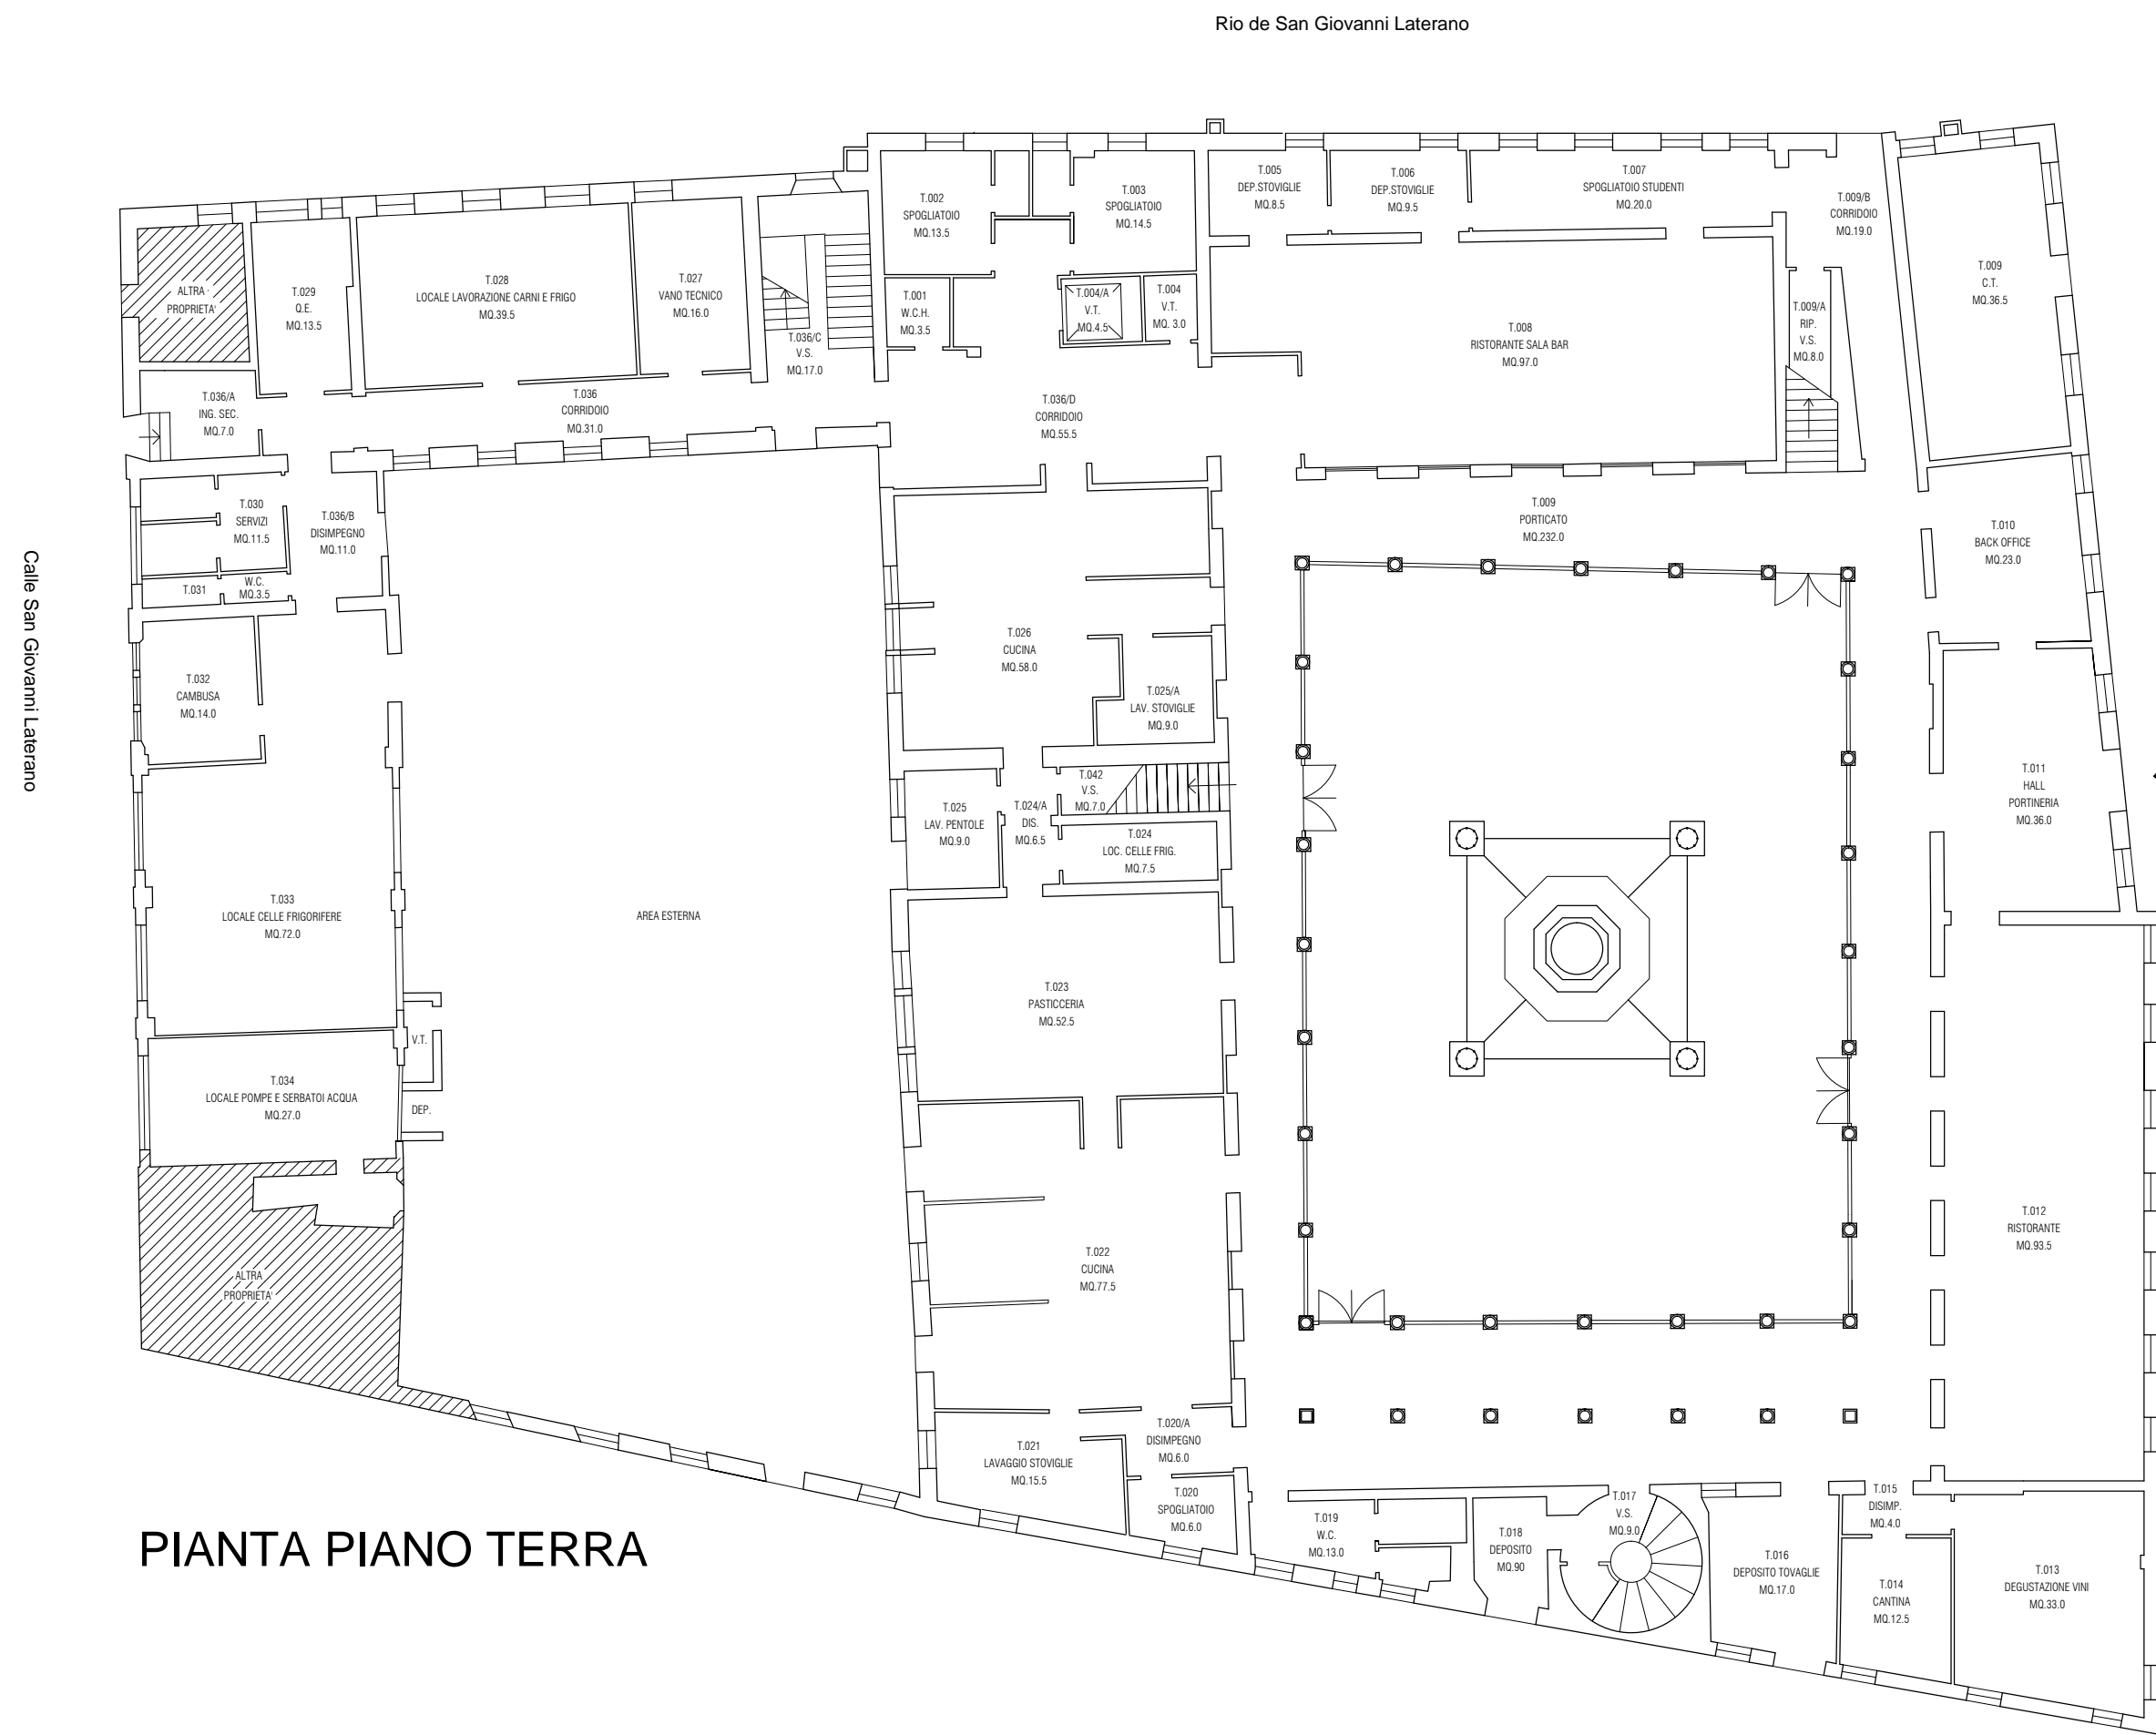 Rio de San Giovanni Laterano
Calle San Giovanni Laterano
ALTRA
PROPRIETA'
T.029
Q.E.
MQ.13.5
T.028
LOCALE LAVORAZIONE CARNI E FRIGO
MQ.39.5
T.027
VANO TECNICO
MQ.16.0
T.036/C
V.S.
MQ.17.0
T.002
SPOGLIATOIO
MQ.13.5
T.003
SPOGLIATOIO
MQ.14.5
T.001
W.C.H.
MQ.3.5
T.004/A
V.T.
MQ.4.5
T.004
V.T.
MQ. 3.0
T.005
DEP.STOVIGLIE
MQ.8.5
T.006
DEP.STOVIGLIE
MQ.9.5
T.007
SPOGLIATOIO STUDENTI
MQ.20.0
T.009/B
CORRIDOIO
MQ.19.0
T.009
C.T.
MQ.36.5
T.008
RISTORANTE SALA BAR
MQ.97.0
T.009/A
RIP.
V.S.
MQ.8.0
T.036/A
ING. SEC.
MQ.7.0
T.036
CORRIDOIO
MQ.31.0
T.036/D
CORRIDOIO
MQ.55.5
T.030
SERVIZI
MQ.11.5
T.036/B
DISIMPEGNO
MQ.11.0
T.031
W.C.
MQ.3.5
T.009
PORTICATO
MQ.232.0
T.010
BACK OFFICE
MQ.23.0
T.032
CAMBUSA
MQ.14.0
T.026
CUCINA
MQ.58.0
T.025/A
LAV. STOVIGLIE
MQ.9.0
T.042
V.S.
MQ.7.0
T.025
LAV. PENTOLE
MQ.9.0
T.024/A
DIS.
MQ.6.5
T.024
LOC. CELLE FRIG.
MQ.7.5
T.011
HALL
PORTINERIA
MQ.36.0
T.033
LOCALE CELLE FRIGORIFERE
MQ.72.0
AREA ESTERNA
T.023
PASTICCERIA
MQ.52.5
V.T.
T.034
LOCALE POMPE E SERBATOI ACQUA
MQ.27.0
DEP.
T.012
RISTORANTE
MQ.93.5
ALTRA
PROPRIETA'
T.022
CUCINA
MQ.77.5
T.021
LAVAGGIO STOVIGLIE
MQ.15.5
T.020/A
DISIMPEGNO
MQ.6.0
T.020
SPOGLIATOIO
MQ.6.0
T.019
W.C.
MQ.13.0
T.018
DEPOSITO
MQ.90
T.017
V.S.
MQ.9.0
T.016
DEPOSITO TOVAGLIE
MQ.17.0
T.015
DISIMP.
MQ.4.0
T.014
CANTINA
MQ.12.5
T.013
DEGUSTAZIONE VINI
MQ.33.0
PIANTA PIANO TERRA